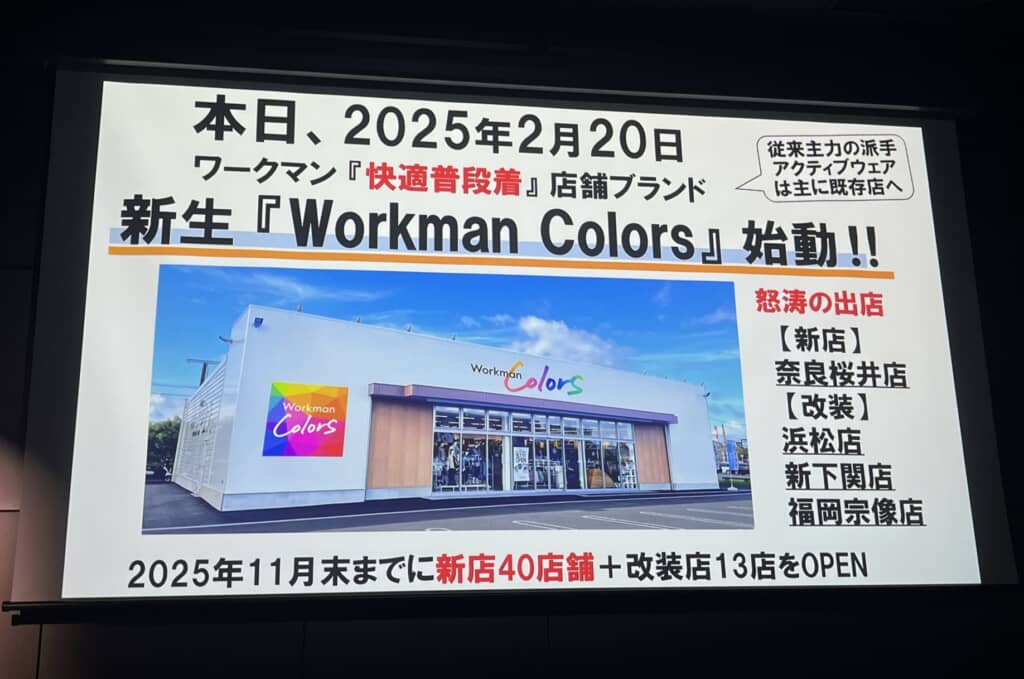 本日、2025年2月20日
ワークマン『快適普段着』店舗ブランド
新生『Workman Colors』始動!!
従来主力の派手
アクティブウェア
は主に既存店へ
Workman Colors
Workman
Colors
怒涛の出店
【新店】
奈良桜井店
【改装】
浜松店
新下関店
福岡宗像店
2025年11月末までに新店40店舗＋改装店13店をOPEN